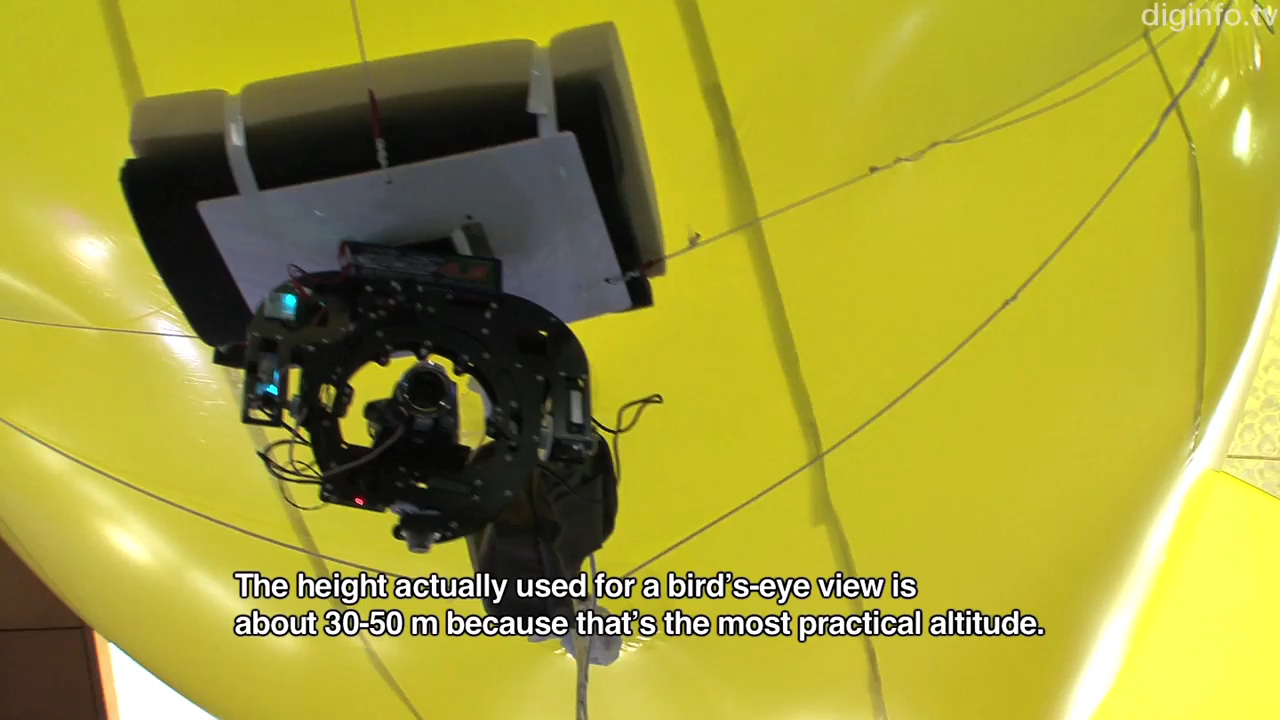 diginfo.tv
The height actually used for a bird's-eye view is
about 30-50 m because that's the most practical altitude.